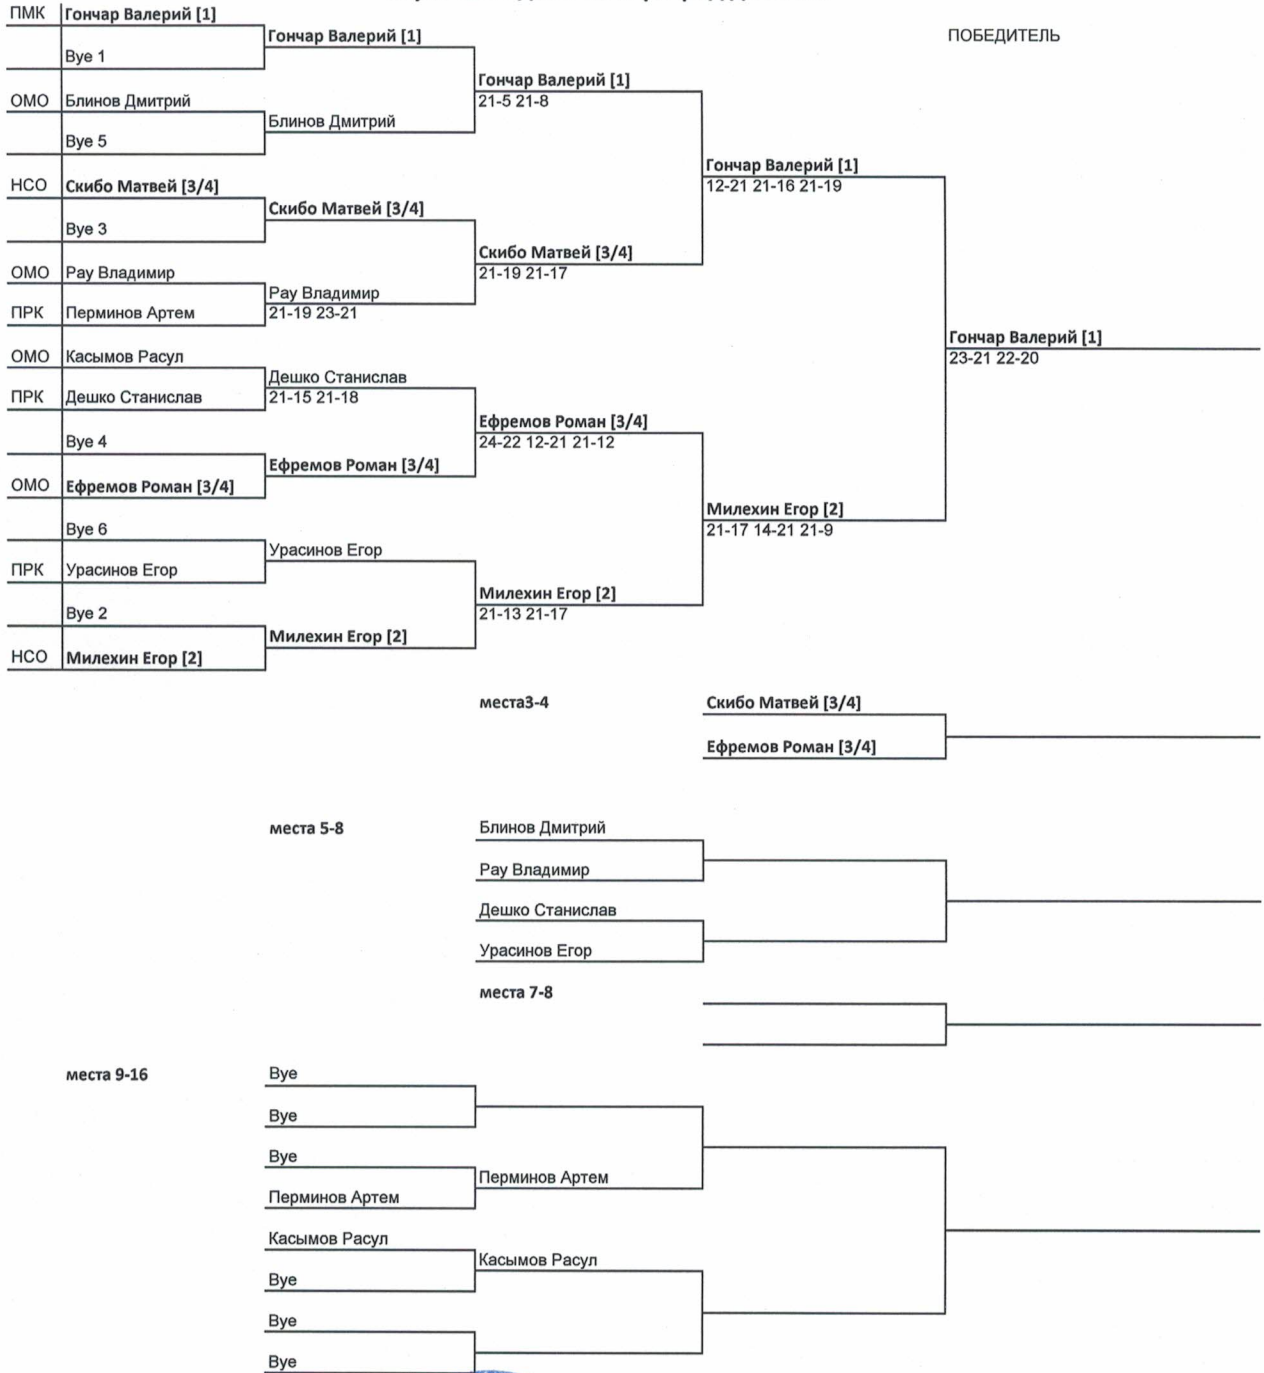 ПМК Гончар Валерий [1]
Гончар Валерий [1]
ПОБЕДИТЕЛЬ
Bye 1
Гончар Валерий [1]
21-5 21-8
ОМО Блинов Дмитрий
Блинов Дмитрий
Bye 5
Гончар Валерий [1]
12-21 21-16 21-19
НСО Скибо Матвей [3/4]
Скибо Матвей [3/4]
Bye 3
Скибо Матвей [3/4]
21-19 21-17
ОМО Рау Владимир
Рау Владимир
21-19 23-21
ПРК Перминов Артем
Гончар Валерий [1]
23-21 22-20
ОМО Касымов Расул
Дешко Станислав
21-15 21-18
ПРК Дешко Станислав
Ефремов Роман [3/4]
24-22 12-21 21-12
Bye 4
Ефремов Роман [3/4]
ОМО Ефремов Роман [3/4]
Милехин Егор [2]
21-17 14-21 21-9
Bye 6
Урасинов Егор
ПРК Урасинов Егор
Милехин Егор [2]
21-13 21-17
Bye 2
Милехин Егор [2]
НСО Милехин Егор [2]
места3-4
Скибо Матвей [3/4]
Ефремов Роман [3/4]
места 5-8
Блинов Дмитрий
Рау Владимир
Дешко Станислав
Урасинов Егор
места 7-8
места 9-16
Bye
Bye
Bye
Перминов Артем
Перминов Артем
Касымов Расул
Касымов Расул
Bye
Bye
Bye